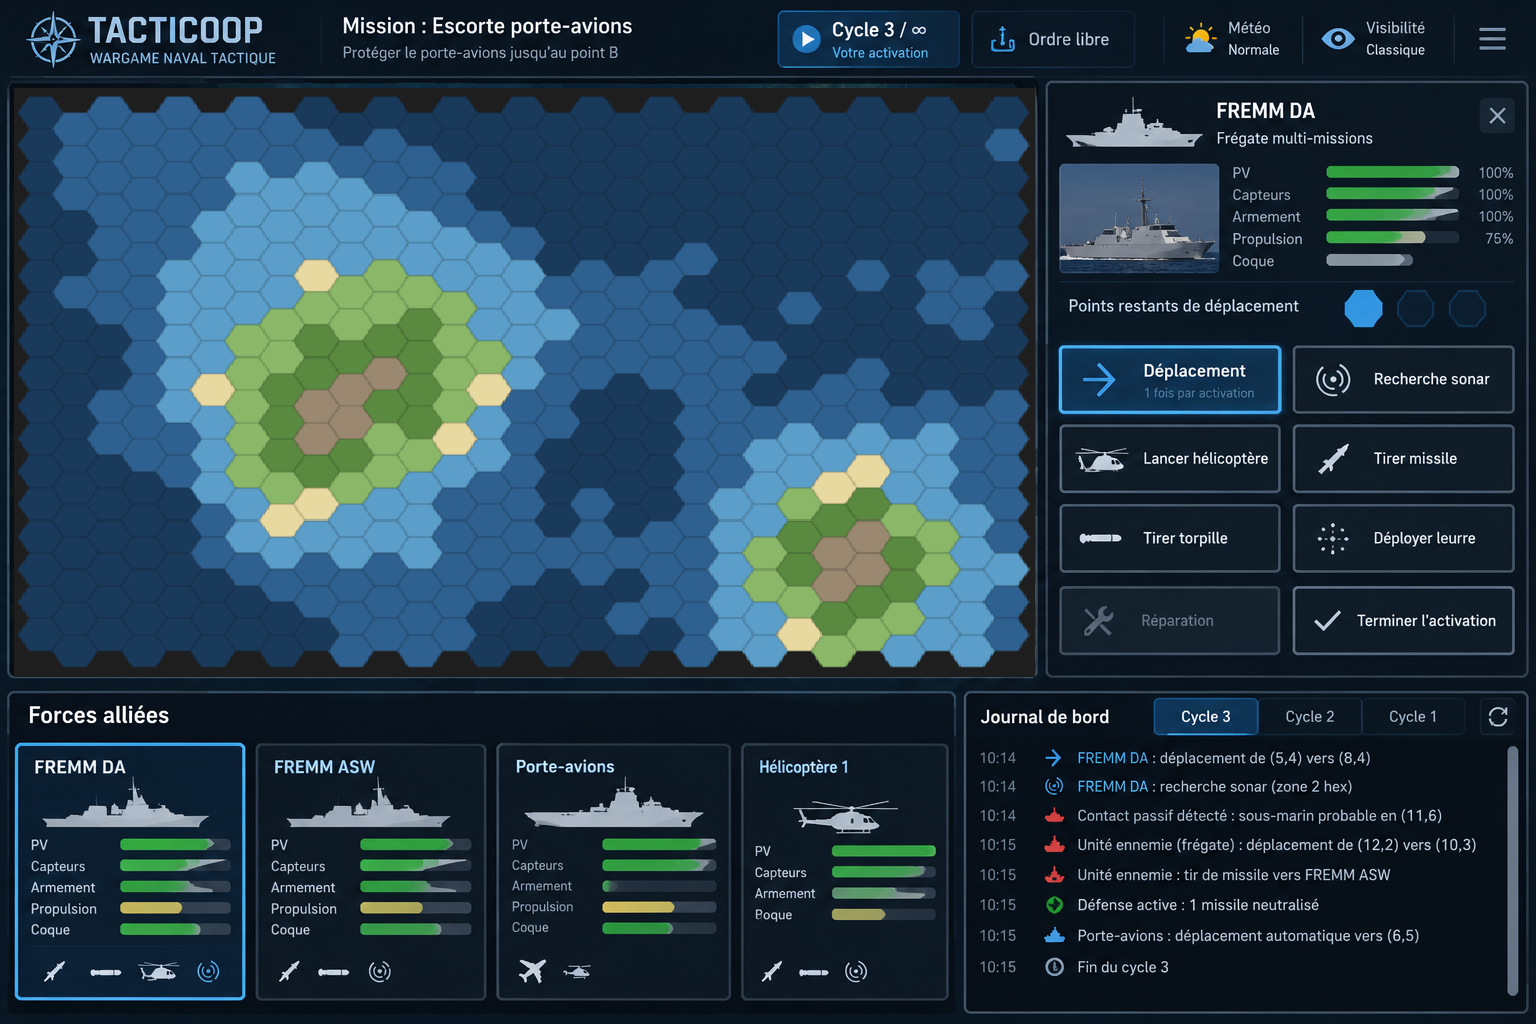 TACTICOOP
WARGAME NAVAL TACTIQUE
Mission : Escorte porte-avions
Protéger le porte-avions jusqu'au point B
Cycle 3 / ∞
Votre activation
Ordre libre
Météo
Normale
Visibilité
Classique
FREMM DA
Frégate multi-missions
PV 100%
Capteurs 100%
Armement 100%
Propulsion 75%
Coque
Points restants de déplacement
Déplacement
1 fois par activation
Recherche sonar
Lancer hélicoptère
Tirer missile
Tirer torpille
Déployer leurre
Réparation
Terminer l'activation
Forces alliées
FREMM DA
PV
Capteurs
Armement
Propulsion
Coque
FREMM ASW
PV
Capteurs
Armement
Propulsion
Coque
Porte-avions
PV
Capteurs
Armement
Propulsion
Coque
Hélicoptère 1
PV
Capteurs
Armement
Poque
Journal de bord
Cycle 3
Cycle 2
Cycle 1
10:14 FREMM DA : déplacement de (5,4) vers (8,4)
10:14 FREMM DA : recherche sonar (zone 2 hex)
10:14 Contact passif détecté : sous-marin probable en (11,6)
10:15 Unité ennemie (frégate) : déplacement de (12,2) vers (10,3)
10:15 Unité ennemie : tir de missile vers FREMM ASW
10:15 Défense active : 1 missile neutralisé
10:15 Porte-avions : déplacement automatique vers (6,5)
10:15 Fin du cycle 3